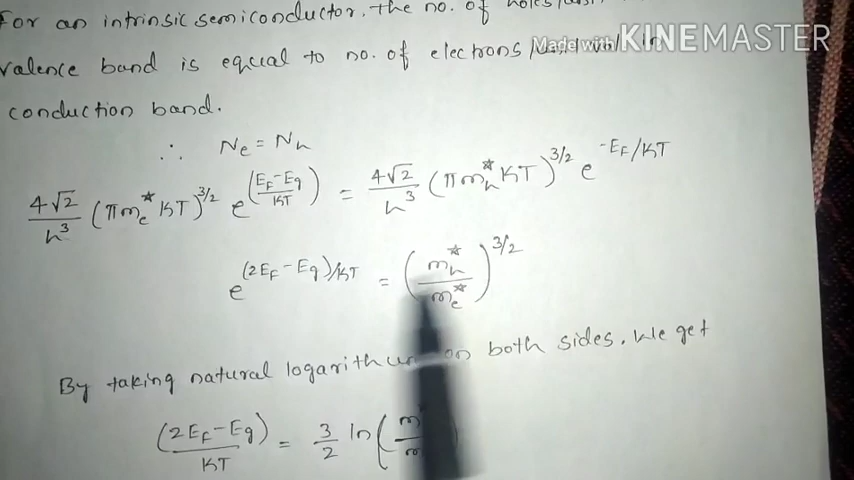 For an intrinsic semiconductor, the no. of holes/
Made with KINEMASTER
valence band is equal to no. of electrons / in
conduction band.
∴ Ne = Nh
4√2/h³ (πme* KT)^3/2 e^((EF-Eg)/KT) = 4√2/h³ (πmh* KT)^3/2 e^-EF/KT
e^(2EF-Eg)/KT = (mh*/me*)^3/2
By taking natural logarithm on both sides. We get
(2EF-Eg)/KT = 3/2 ln(m/m